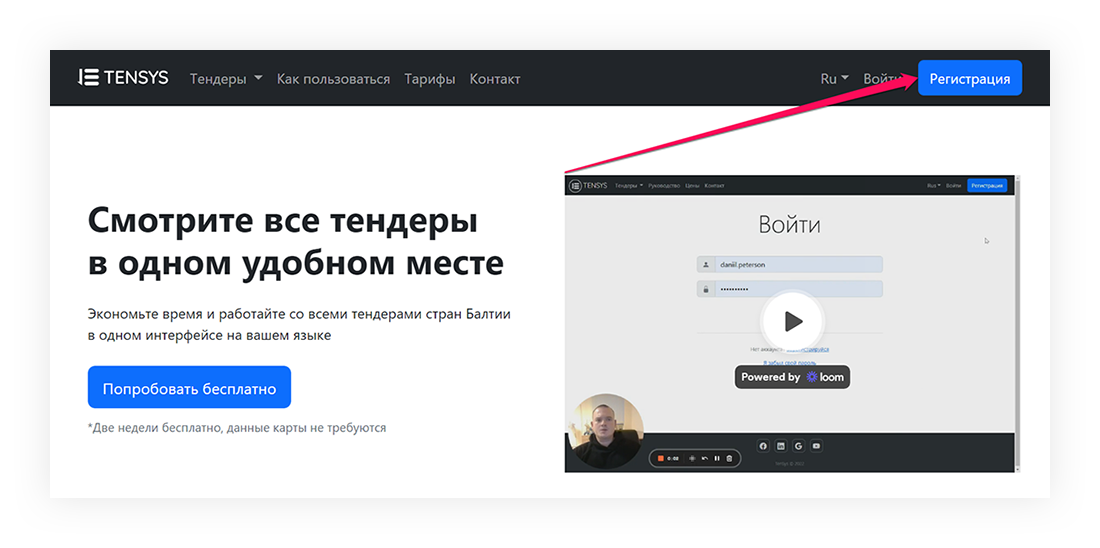 TENSYS
Тендеры
Как пользоваться
Тарифы
Контакт
Ru
Войти
Регистрация
Смотрите все тендеры
в одном удобном месте
Экономьте время и работайте со всеми тендерами стран Балтии
в одном интерфейсе на вашем языке
Попробовать бесплатно
*Две недели бесплатно, данные карты не требуются
TENSYS
Тендеры
Руководство
Цены
Контакт
Rus
Войти
Регистрация
Войти
daniil.peterson
••••••••••
Нет аккаунта?
Я забыл свой пароль
Powered by loom
0:08